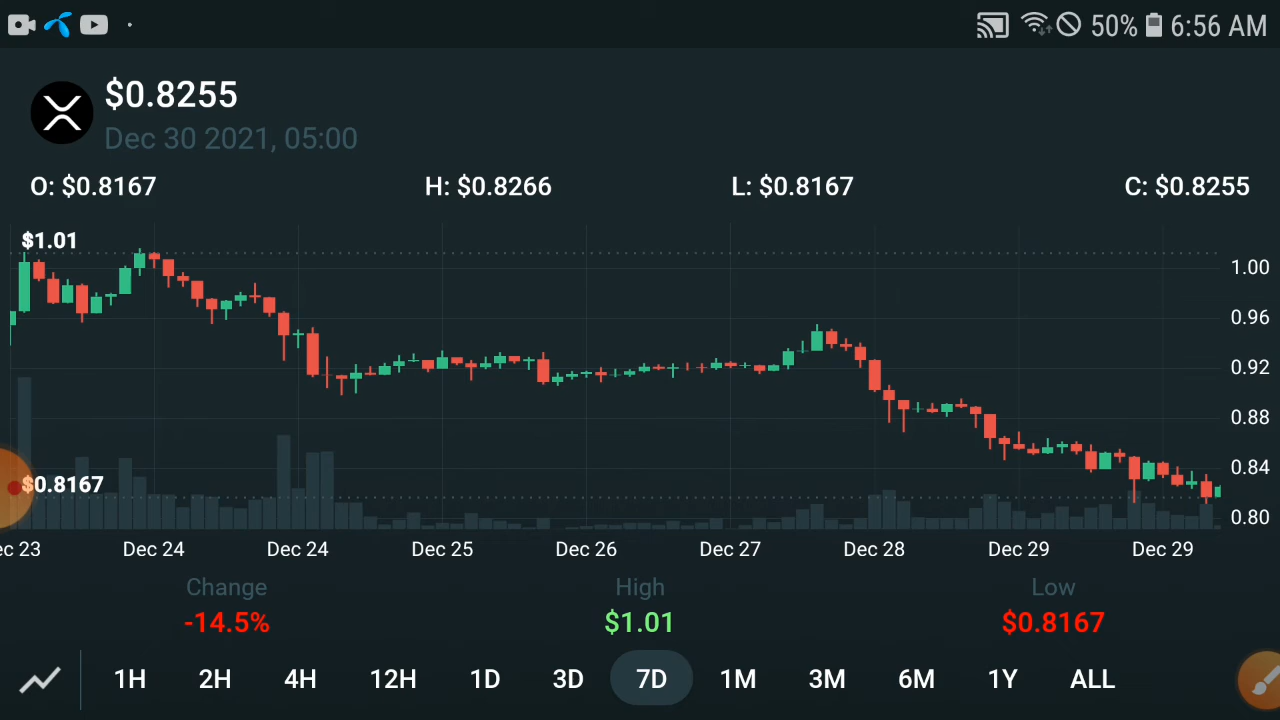 50% 6:56 AM
$0.8255
Dec 30 2021, 05:00
O: $0.8167 H: $0.8266 L: $0.8167 C: $0.8255
$1.01
1.00
0.96
0.92
0.88
0.84
$0.8167
0.80
ec 23 Dec 24 Dec 24 Dec 25 Dec 26 Dec 27 Dec 28 Dec 29 Dec 29
Change High Low
-14.5% $1.01 $0.8167
1H 2H 4H 12H 1D 3D 7D 1M 3M 6M 1Y ALL